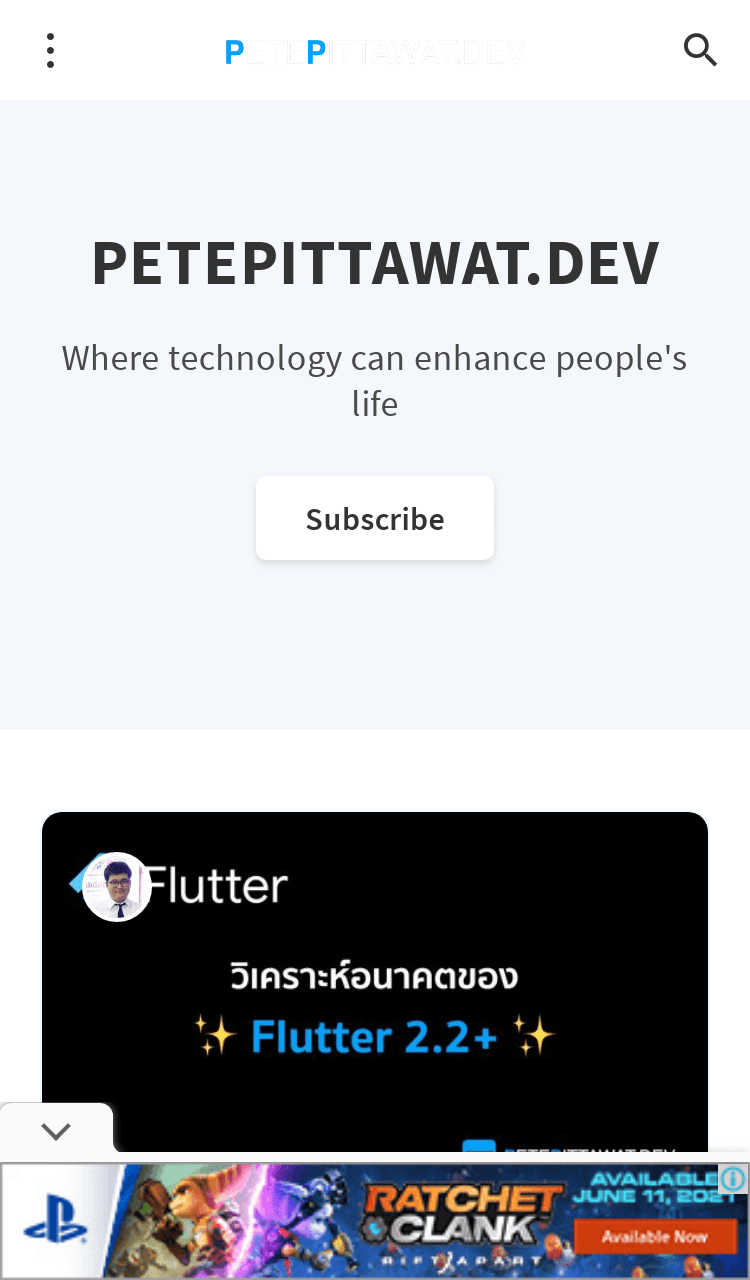 PETEPITTAWAT.DEV
PETEPITTAWAT.DEV
Where technology can enhance people's
life
Subscribe
Flutter
วิเคราะห์อนาคตของ
✨ Flutter 2.2+ ✨
PETEPITTAWAT.DEV
AVAILABLE
JUNE 11, 2021
RATCHET
CLANK
RIFT APART
Available Now